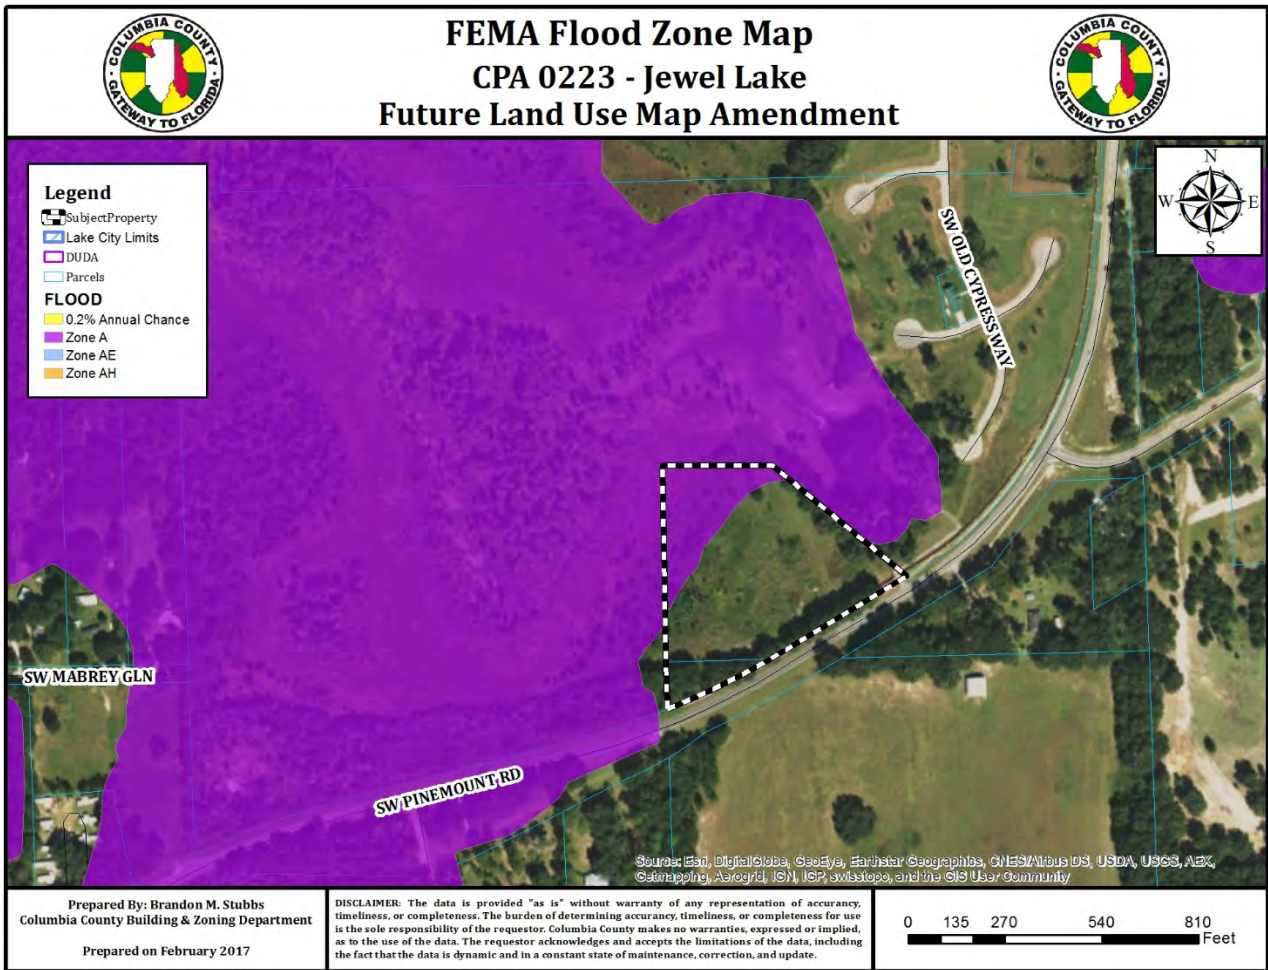 COLUMBIA COUNTY
GATEWAY TO FLORIDA
FEMA Flood Zone Map
CPA 0223 - Jewel Lake
Future Land Use Map Amendment
COLUMBIA COUNTY
GATEWAY TO FLORIDA
Legend
SubjectProperty
Lake City Limits
DUDA
Parcels
FLOOD
0.2% Annual Chance
Zone A
Zone AE
Zone AH
N
W E
S
SW OLD CYPRESS WAY
SW MABREY GLN
SW PINEMOUNT RD
Source: Esri, DigitalGlobe, GeoEye, Earthstar Geographics, CNES/Airbus DS, USDA, USGS, AEX,
Getmapping, Aerogrid, IGN, IGP, swisstopo, and the GIS User Community
Prepared By: Brandon M. Stubbs
Columbia County Building & Zoning Department
Prepared on February 2017
DISCLAIMER: The data is provided "as is" without warranty of any representation of accuracy,
timeliness, or completeness. The burden of determining accuracy, timeliness, or completeness for use
is the sole responsibility of the requestor. Columbia County makes no warranties, expressed or implied,
as to the use of the data. The requestor acknowledges and accepts the limitations of the data, including
the fact that the data is dynamic and in a constant state of maintenance, correction, and update.
0 135 270 540 810
Feet